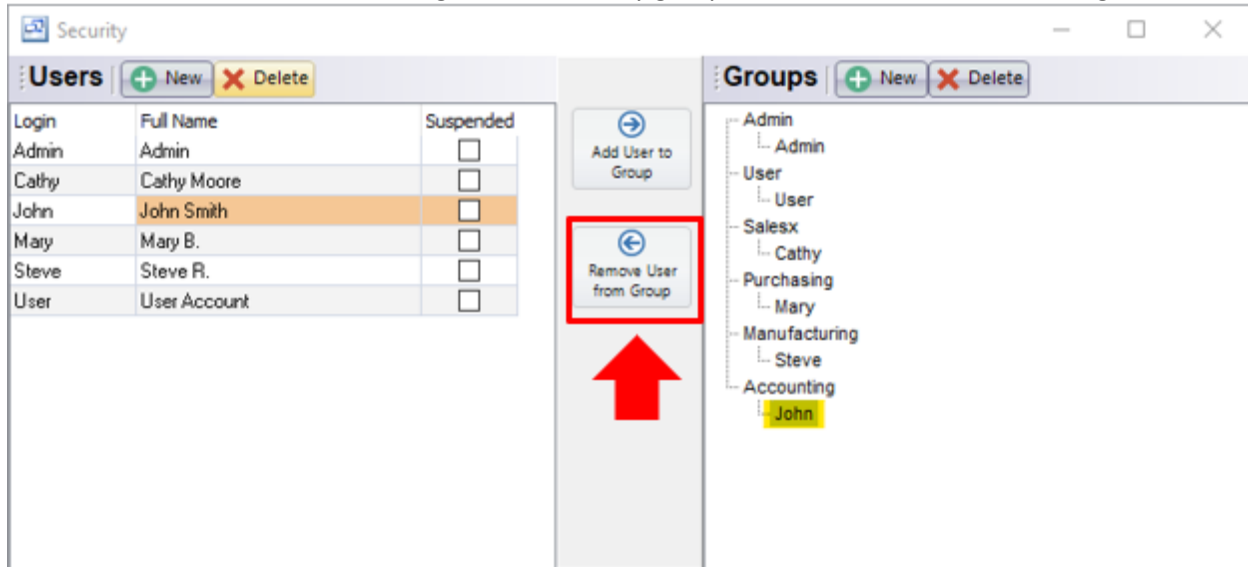 Security
Users New Delete
Login Full Name Suspended
Admin Admin
Cathy Cathy Moore
John John Smith
Mary Mary B.
Steve Steve R.
User User Account
Add User to
Group
Remove User
from Group
Groups New Delete
Admin
Admin
User
User
Salesx
Cathy
Purchasing
Mary
Manufacturing
Steve
Accounting
John